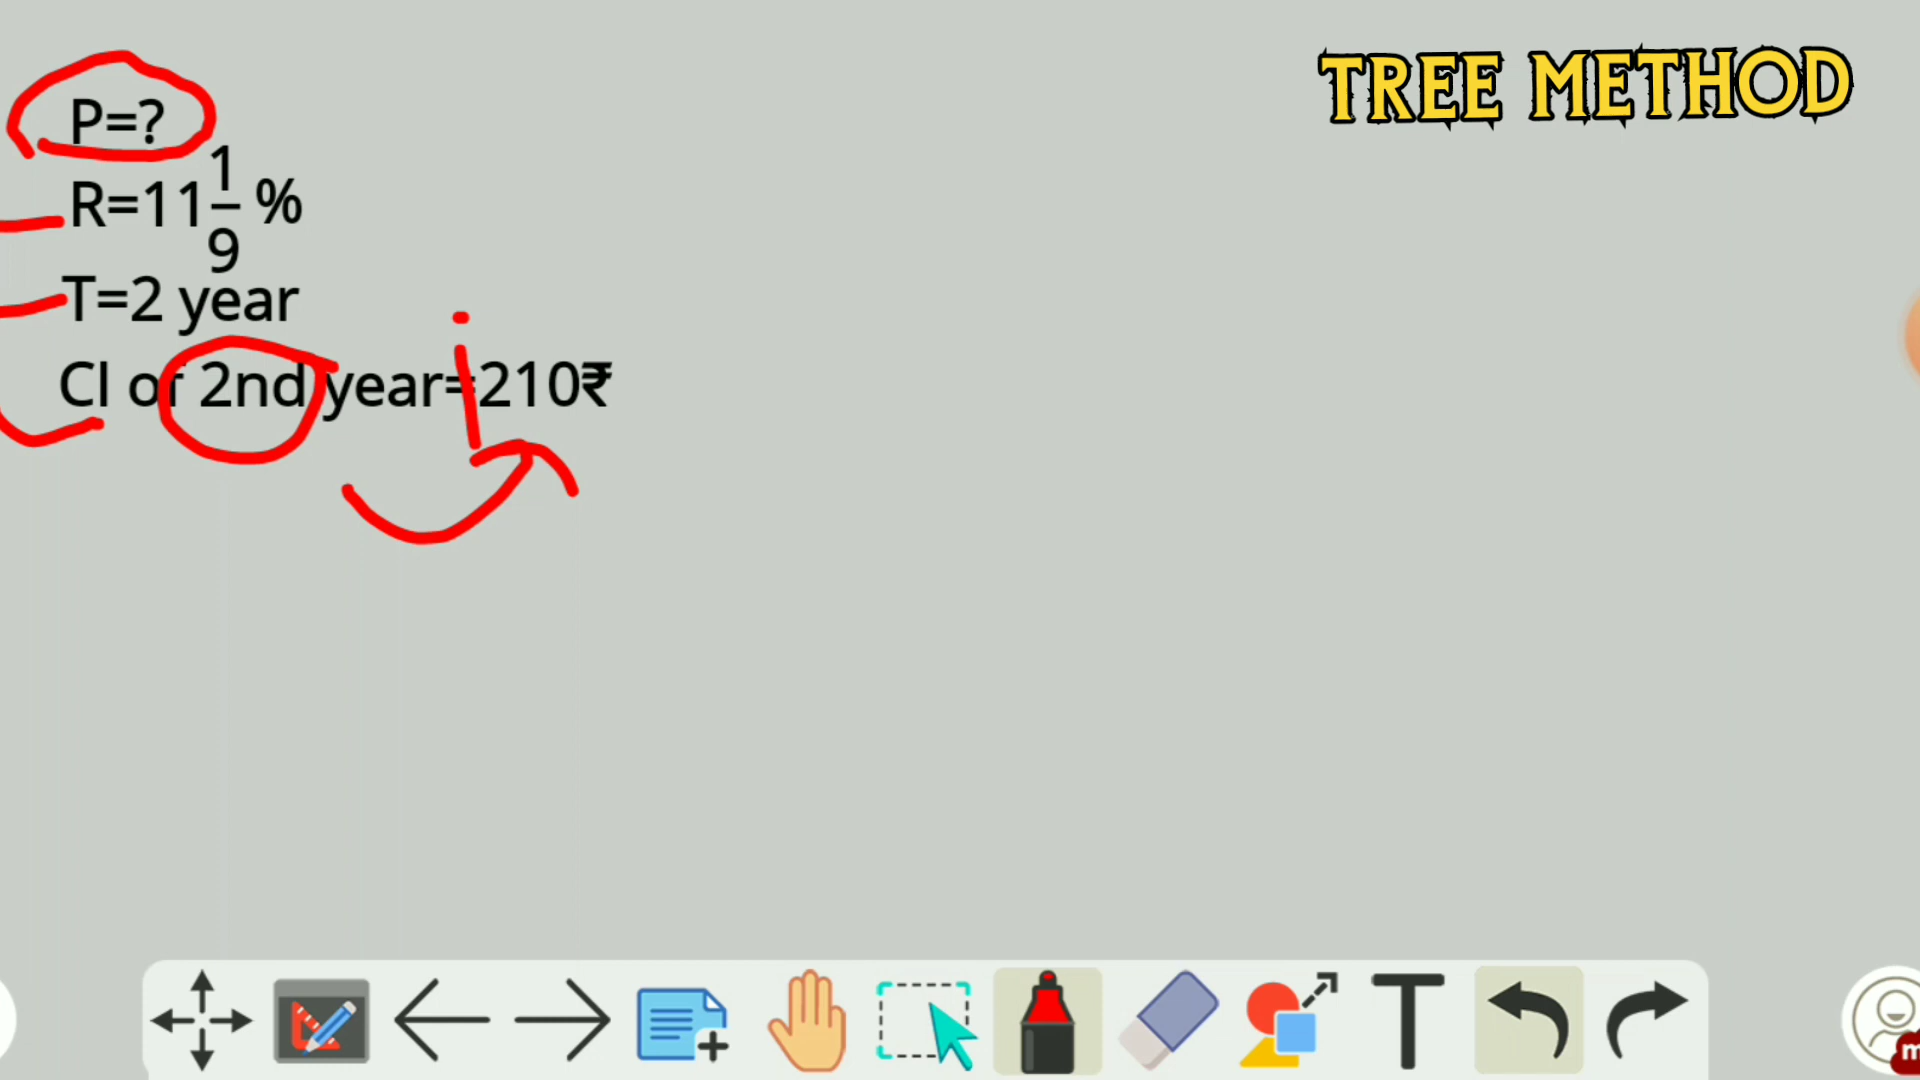 TREE METHOD
P=?
R=11 1/9 %
T=2 year
CI of 2nd year=210₹